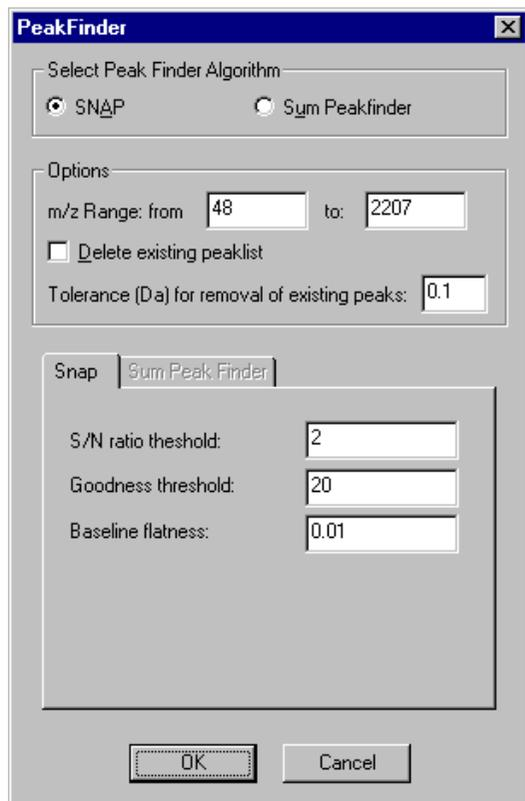 PeakFinder
Select Peak Finder Algorithm
SNAP Sum Peakfinder
Options
m/z Range: from 48 to: 2207
Delete existing peaklist
Tolerance (Da) for removal of existing peaks: 0.1
Snap Sum Peak Finder
S/N ratio theshold: 2
Goodness threshold: 20
Baseline flatness: 0.01
OK Cancel